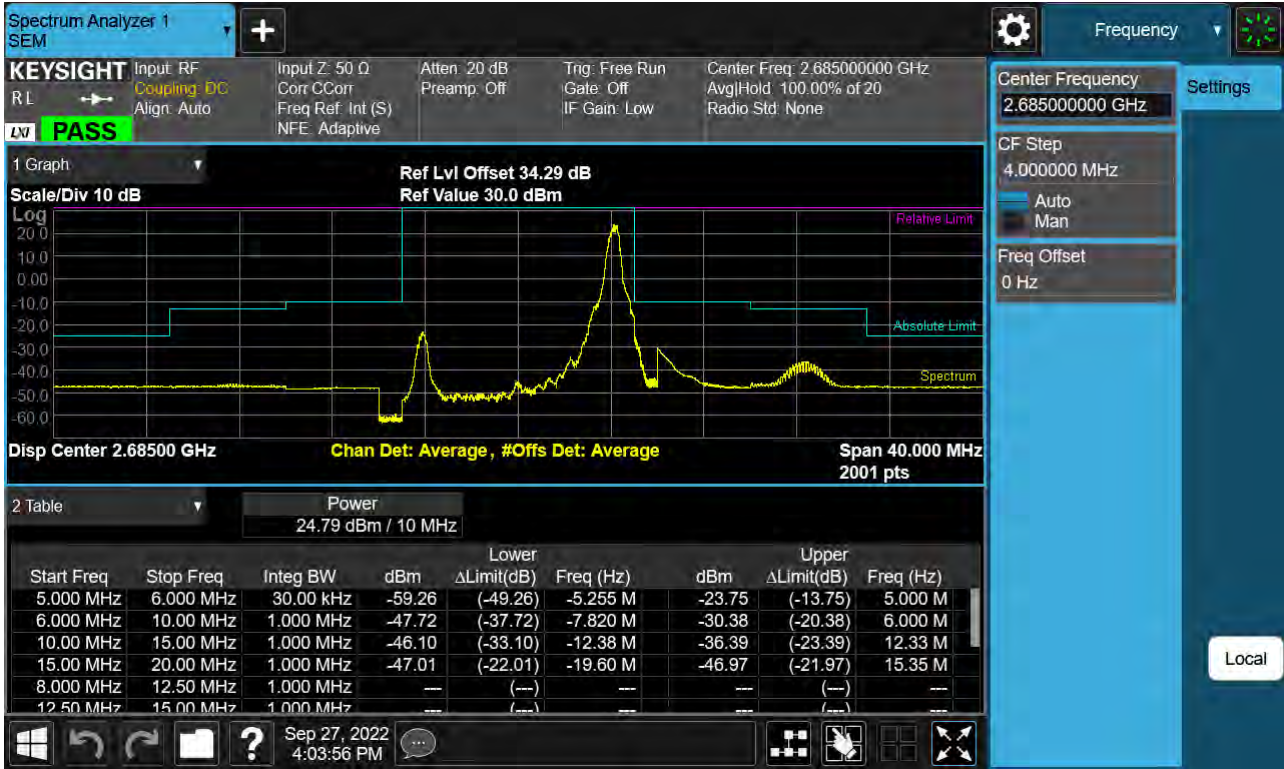 Spectrum Analyzer 1
SEM
Frequency
KEYSIGHT Input: RF Input Z: 50 Ω Atten: 20 dB Trig: Free Run Center Freq: 2.685000000 GHz
R L Coupling: DC Corr CCorr Preamp: Off Gate: Off Avg|Hold: 100.00% of 20
Align: Auto Freq Ref: Int (S) IF Gain: Low Radio Std: None
LXI PASS NFE: Adaptive
Center Frequency
2.685000000 GHz
Settings
CF Step
4.000000 MHz
Auto
Man
Freq Offset
0 Hz
1 Graph
Ref Lvl Offset 34.29 dB
Scale/Div 10 dB Ref Value 30.0 dBm
Log
Relative Limit
20.0
10.0
0.00
-10.0
-20.0
Absolute Limit
-30.0
-40.0
Spectrum
-50.0
-60.0
Disp Center 2.68500 GHz Chan Det: Average, #Offs Det: Average Span 40.000 MHz
2001 pts
2 Table Power
24.79 dBm / 10 MHz
Lower Upper
Start Freq Stop Freq Integ BW dBm ΔLimit(dB) Freq (Hz) dBm ΔLimit(dB) Freq (Hz)
5.000 MHz 6.000 MHz 30.00 kHz -59.26 (-49.26) -5.255 M -23.75 (-13.75) 5.000 M
6.000 MHz 10.00 MHz 1.000 MHz -47.72 (-37.72) -7.820 M -30.38 (-20.38) 6.000 M
10.00 MHz 15.00 MHz 1.000 MHz -46.10 (-33.10) -12.38 M -36.39 (-23.39) 12.33 M
15.00 MHz 20.00 MHz 1.000 MHz -47.01 (-22.01) -19.60 M -46.97 (-21.97) 15.35 M
8.000 MHz 12.50 MHz 1.000 MHz --- (---) --- --- (---) ---
12.50 MHz 15.00 MHz 1.000 MHz --- (---) --- --- (---) ---
Local
Sep 27, 2022
4:03:56 PM